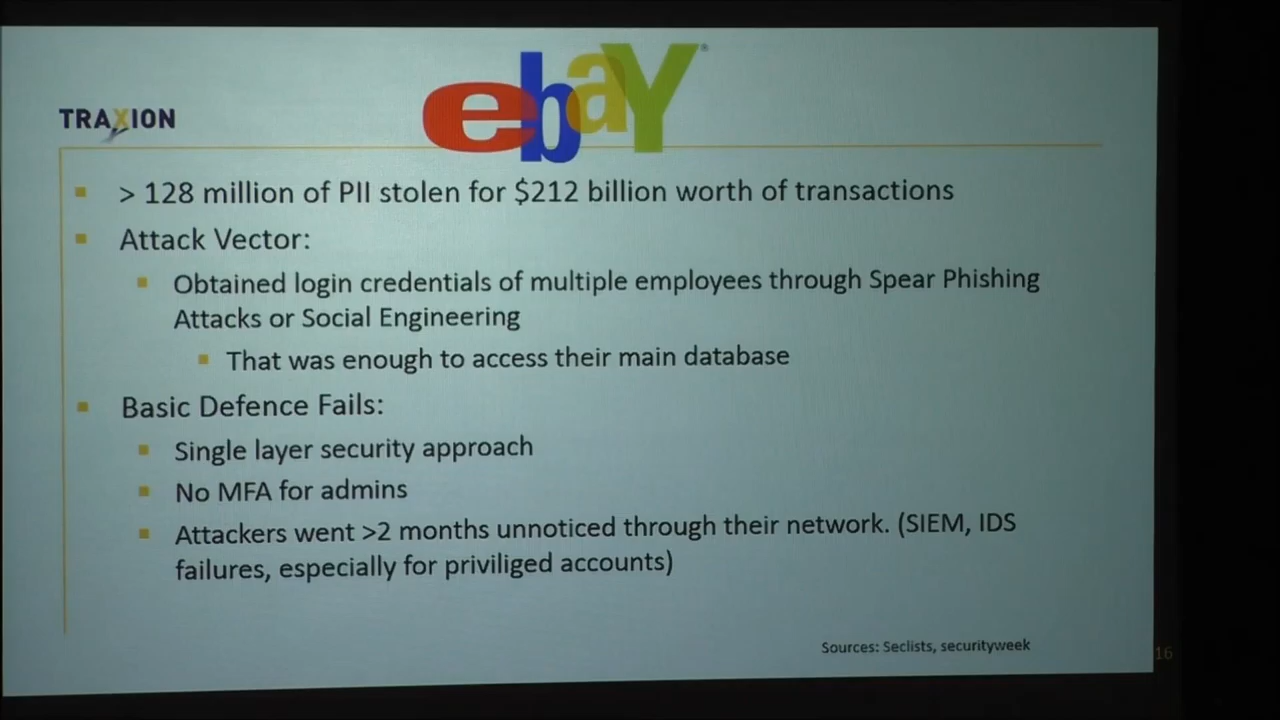 ebaY®
TRAXION
> 128 million of PII stolen for $212 billion worth of transactions
Attack Vector:
Obtained login credentials of multiple employees through Spear Phishing
Attacks or Social Engineering
That was enough to access their main database
Basic Defence Fails:
Single layer security approach
No MFA for admins
Attackers went >2 months unnoticed through their network. (SIEM, IDS
failures, especially for priviliged accounts)
Sources: Seclists, securityweek
16